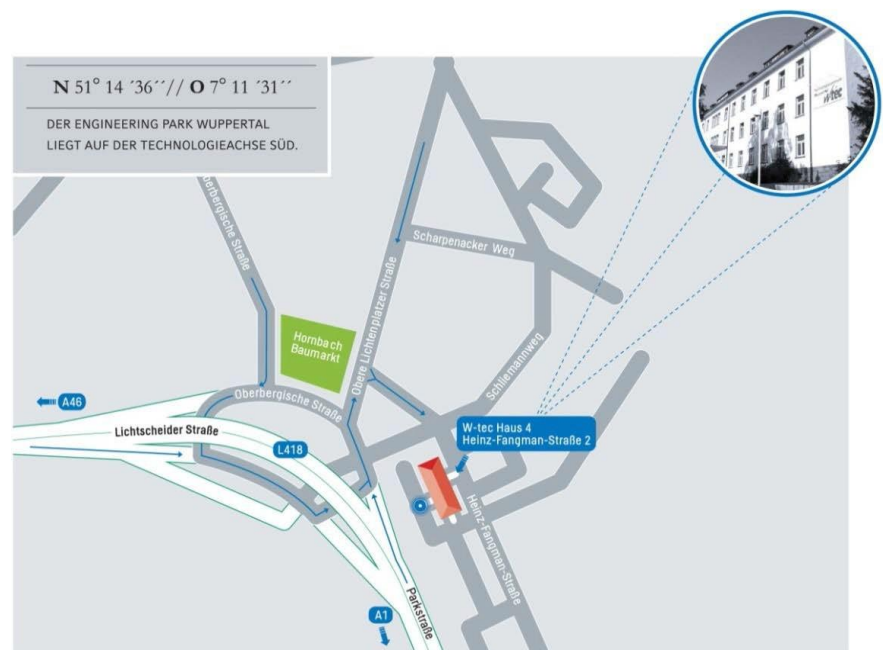 N 51° 14 ´36´´// O 7° 11 ´31´´
DER ENGINEERING PARK WUPPERTAL
LIEGT AUF DER TECHNOLOGIEACHSE SÜD.
w-tec
Oberbergische Straße
Scharpenacker Weg
Obere Lichtenplatzer Straße
Hornbach
Baumarkt
Schliemannweg
A46
Oberbergische Straße
Lichtscheider Straße
L418
W-tec Haus 4
Heinz-Fangman-Straße 2
Heinz-Fangman-Straße
Parkstraße
A1